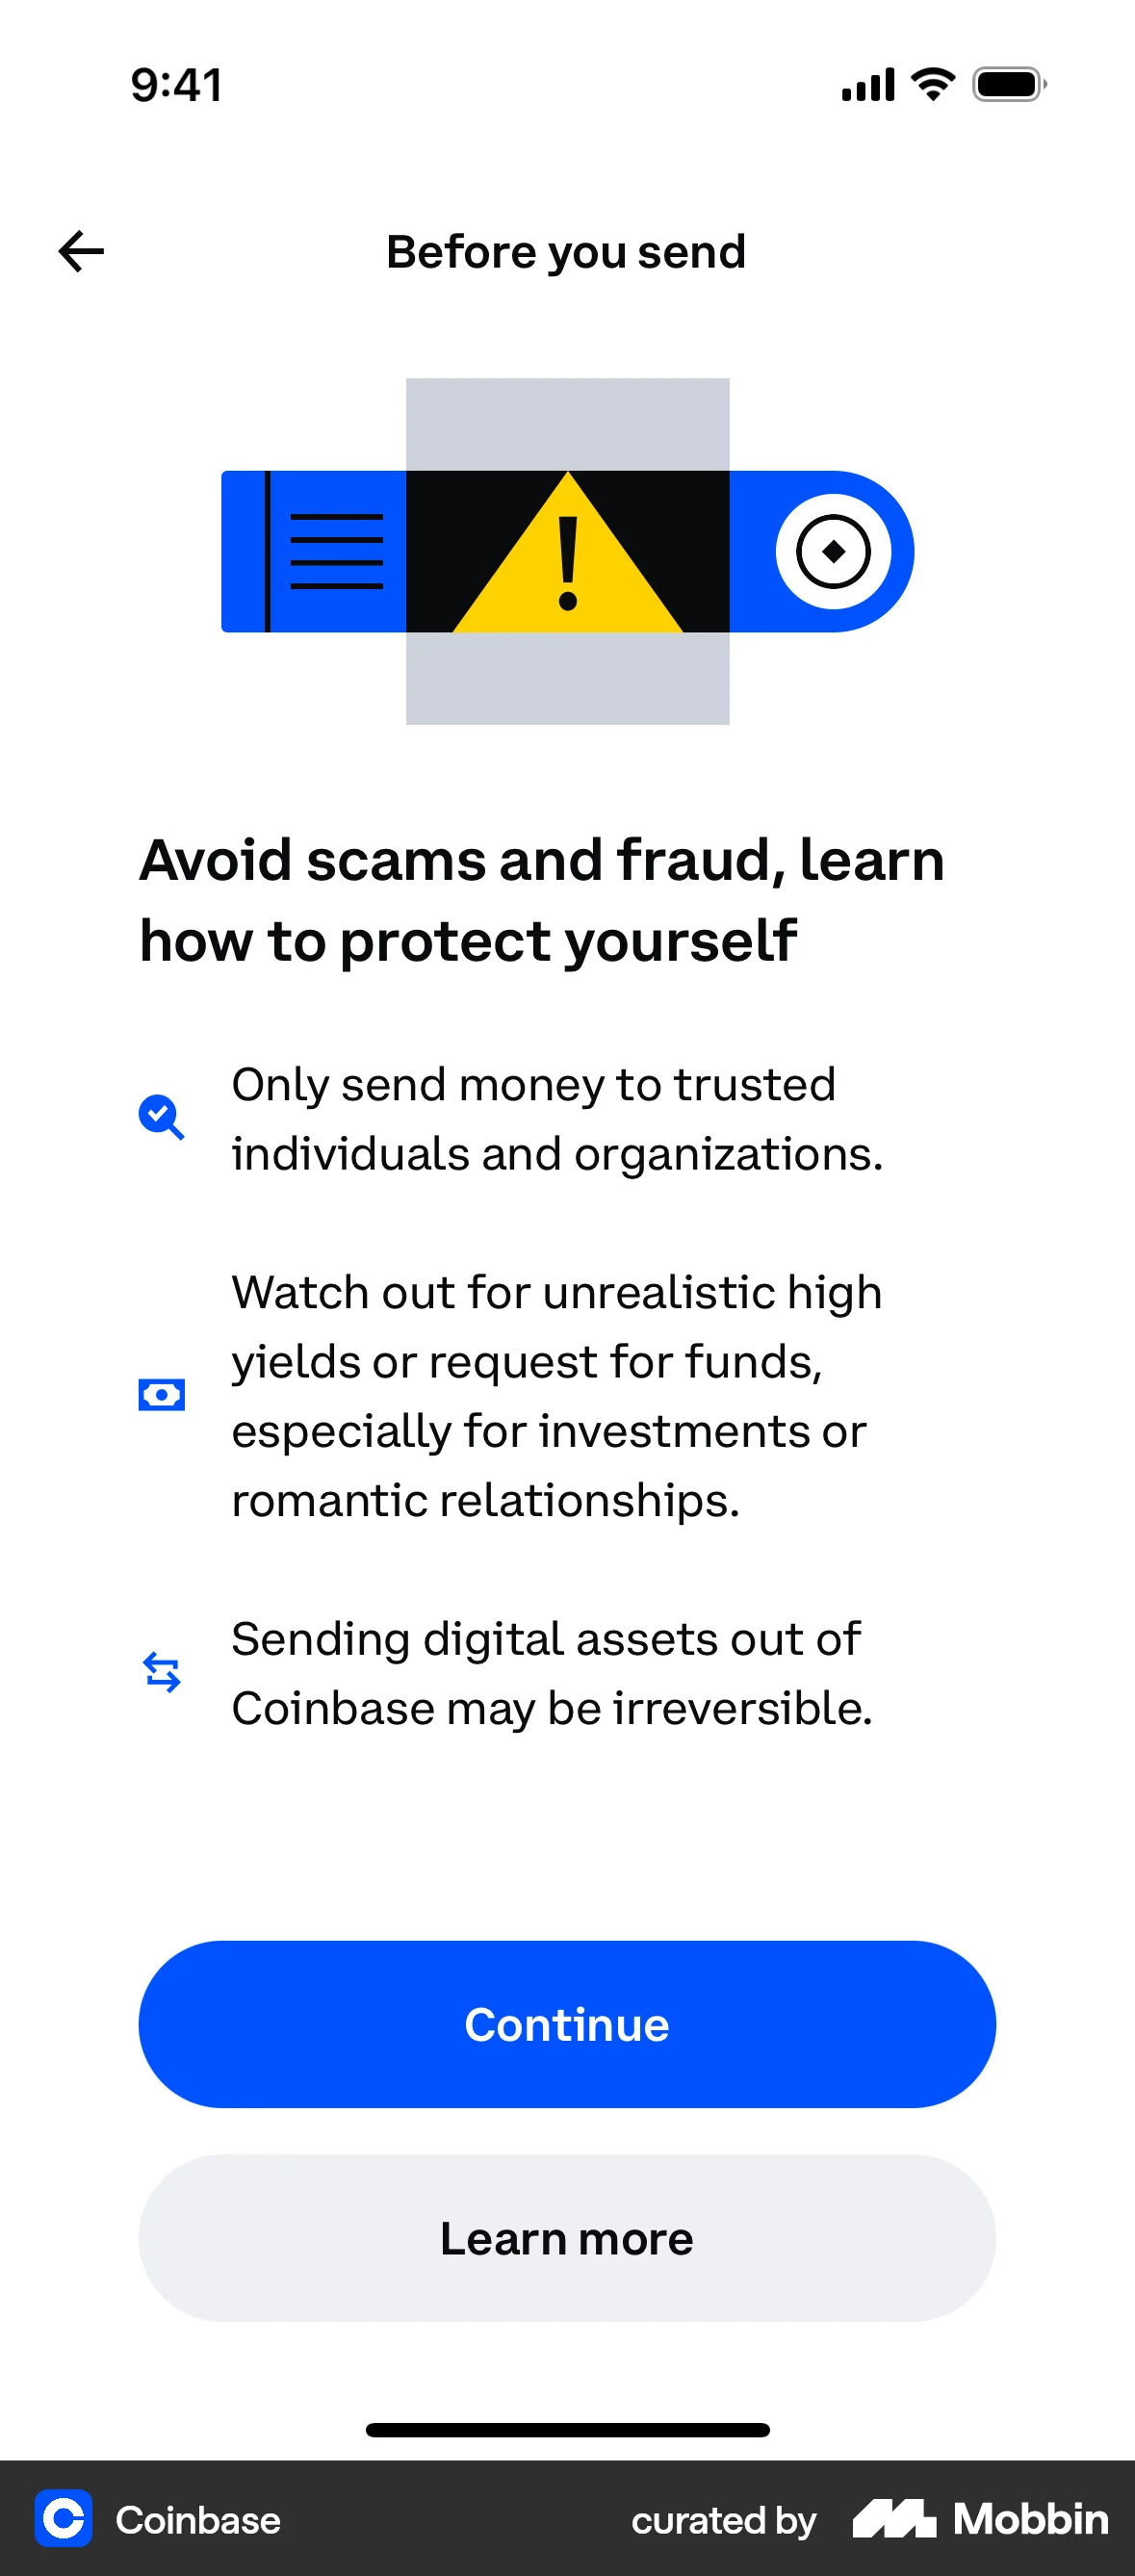 9:41
Before you send
!
Avoid scams and fraud, learn
how to protect yourself
Only send money to trusted
individuals and organizations.
Watch out for unrealistic high
yields or request for funds,
especially for investments or
romantic relationships.
Sending digital assets out of
Coinbase may be irreversible.
Continue
Learn more
Coinbase
curated by Mobbin